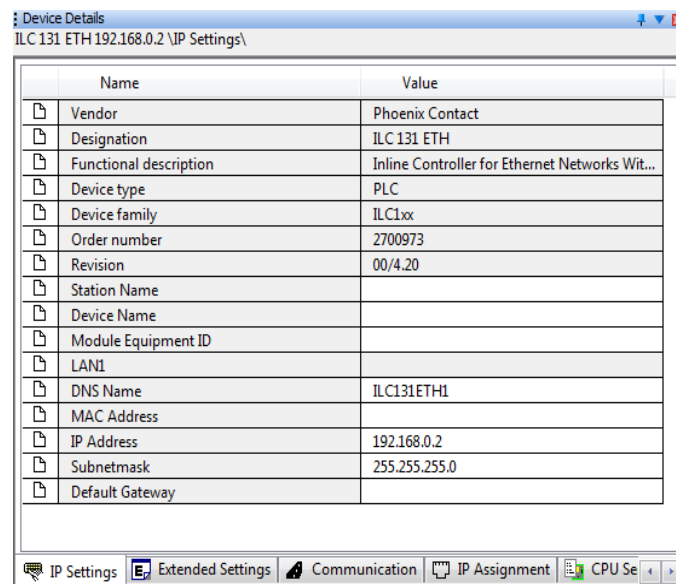 Device Details
ILC 131 ETH 192.168.0.2 \IP Settings\
Name Value
Vendor Phoenix Contact
Designation ILC 131 ETH
Functional description Inline Controller for Ethernet Networks Wit...
Device type PLC
Device family ILC1xx
Order number 2700973
Revision 00/4.20
Station Name
Device Name
Module Equipment ID
LAN1
DNS Name ILC131ETH1
MAC Address
IP Address 192.168.0.2
Subnetmask 255.255.255.0
Default Gateway
IP Settings Extended Settings Communication IP Assignment CPU Se